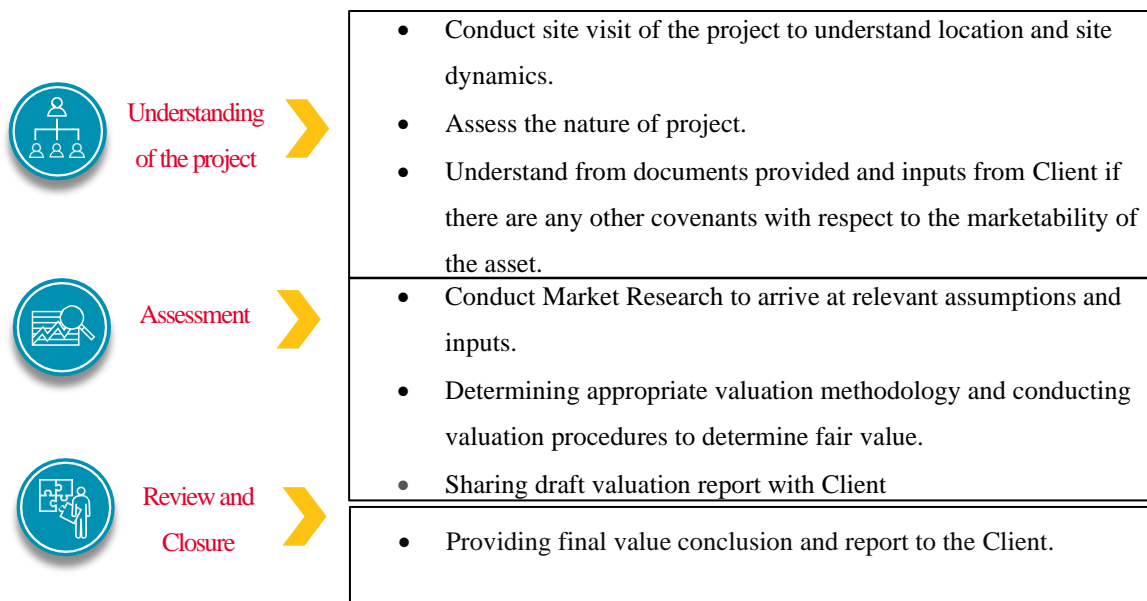 Understanding
of the project
• Conduct site visit of the project to understand location and site
dynamics.
• Assess the nature of project.
• Understand from documents provided and inputs from Client if
there are any other covenants with respect to the marketability of
the asset.
Assessment
• Conduct Market Research to arrive at relevant assumptions and
inputs.
• Determining appropriate valuation methodology and conducting
valuation procedures to determine fair value.
• Sharing draft valuation report with Client
Review and
Closure
• Providing final value conclusion and report to the Client.